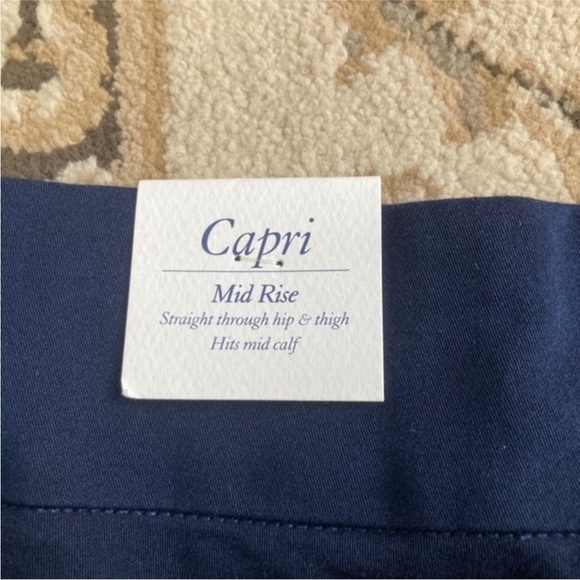 Capri
Mid Rise
Straight through hip & thigh
Hits mid calf